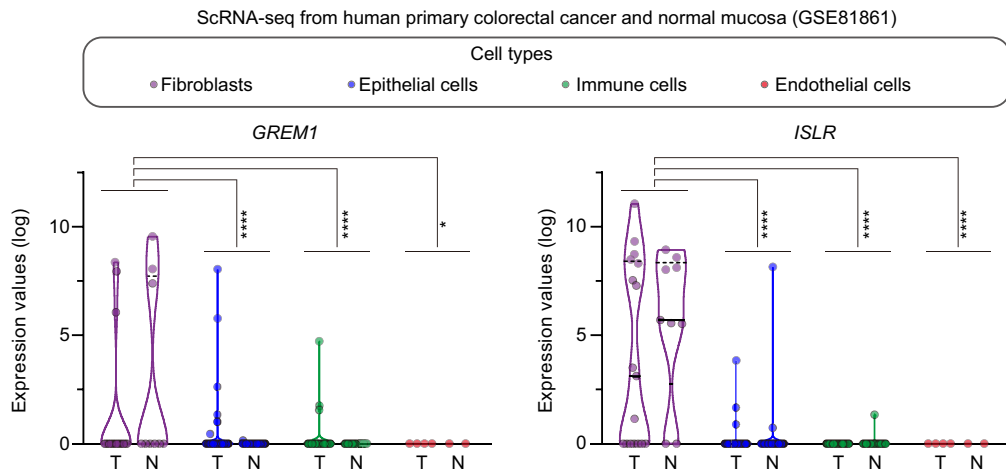 ScRNA-seq from human primary colorectal cancer and normal mucosa (GSE81861)
Cell types
Fibroblasts Epithelial cells Immune cells Endothelial cells
GREM1
Expression values (log)
10
5
0
**** **** *
T N T N T N T N
ISLR
Expression values (log)
10
5
0
**** **** ****
T N T N T N T N